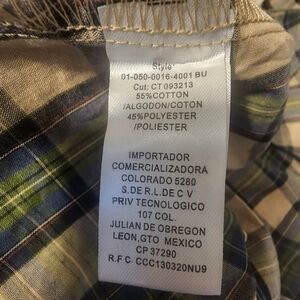 Style:
01-050-0016-4001 BU
Cut: CT 093213
55%COTTON
/ALGODON/COTON
45%POLYESTER
/POLIESTER
IMPORTADOR
COMERCIALIZADORA
COLORADO 5280
S.DE R.L.DE C V
PRIV TECNOLOGICO
107 COL.
JULIAN DE OBREGON
LEON,GTO MEXICO
CP 37290
R.F C. CCC130320NU9